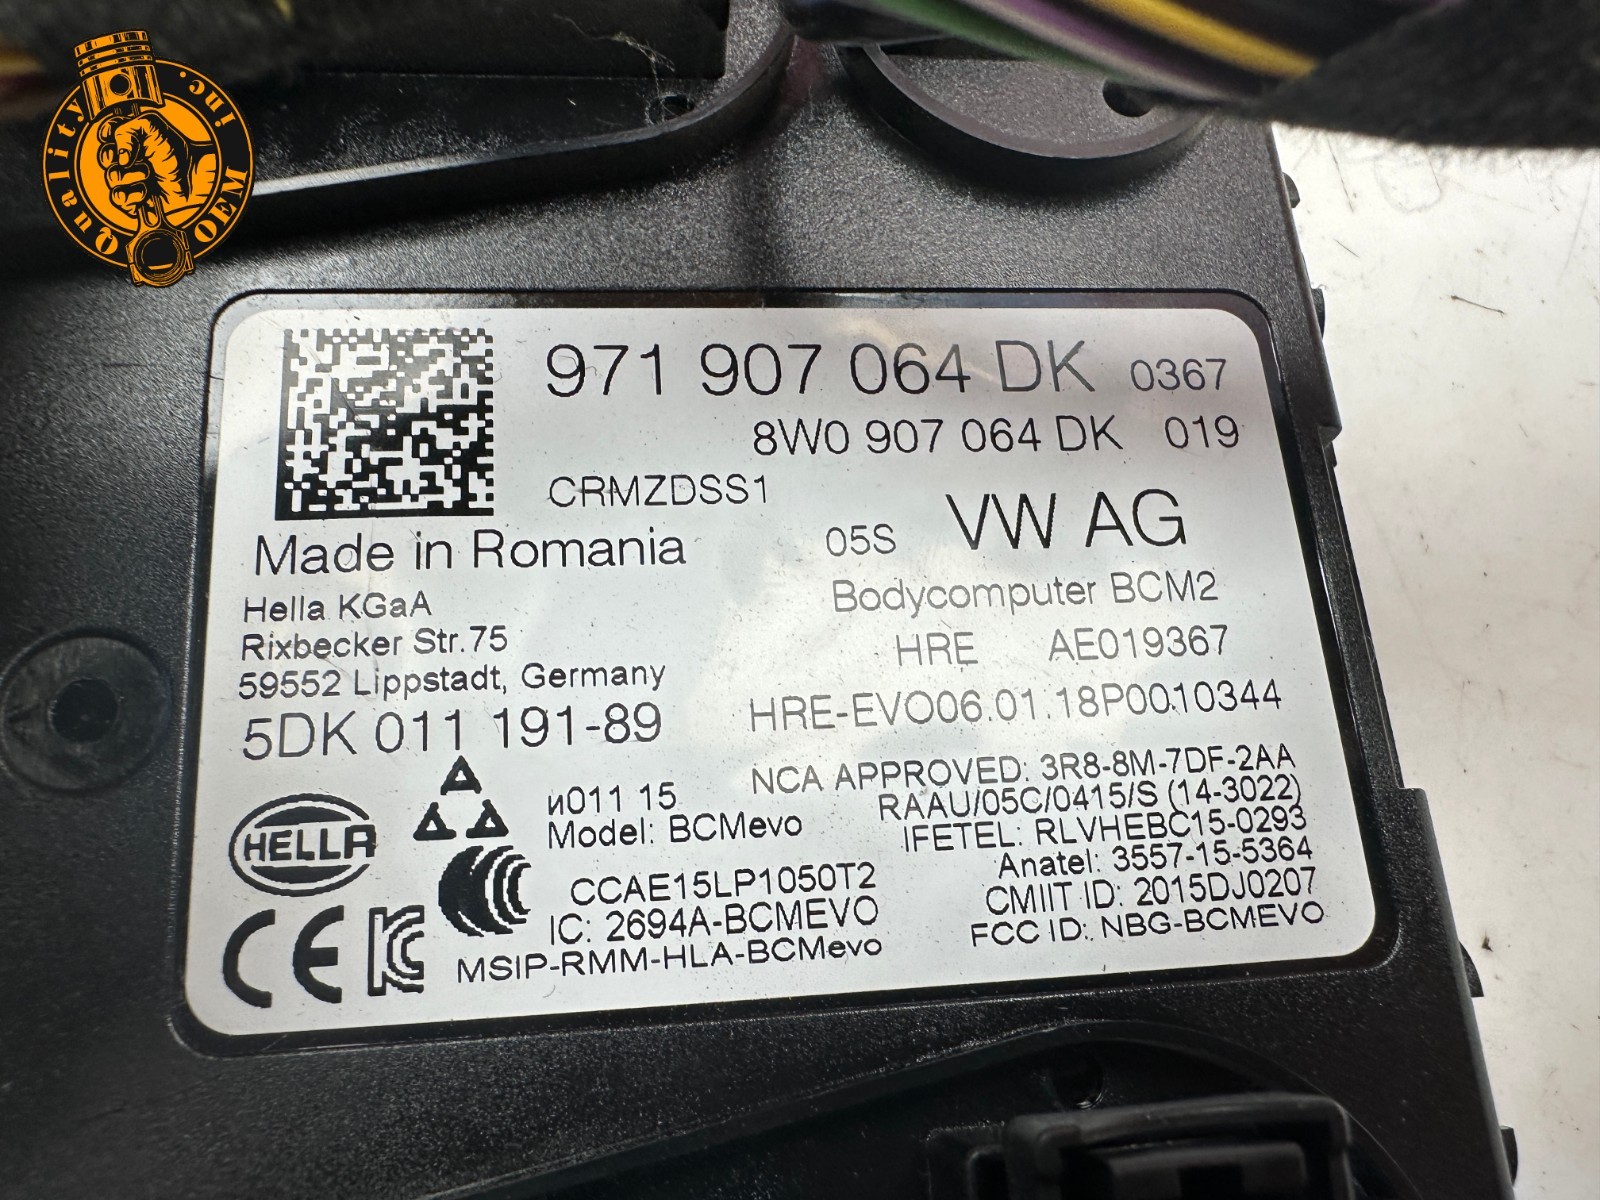 Quality OEM inc.
971 907 064 DK 0367
8W0 907 064 DK 019
CRMZDSS1
05S VW AG
Made in Romania
Bodycomputer BCM2
Hella KGaA
Rixbecker Str.75
59552 Lippstadt, Germany
HRE AE019367
5DK 011 191-89
HRE-EVO06.01.18P0010344
NCA APPROVED: 3R8-8M-7DF-2AA
и011 15
RAAU/05C/0415/S (14-3022)
Model: BCMevo
IFETEL: RLVHEBC15-0293
HELLA
Anatel: 3557-15-5364
CCAE15LP1050T2
CMIIT ID: 2015DJ0207
IC: 2694A-BCMEVO
FCC ID: NBG-BCMEVO
CE
MSIP-RMM-HLA-BCMevo